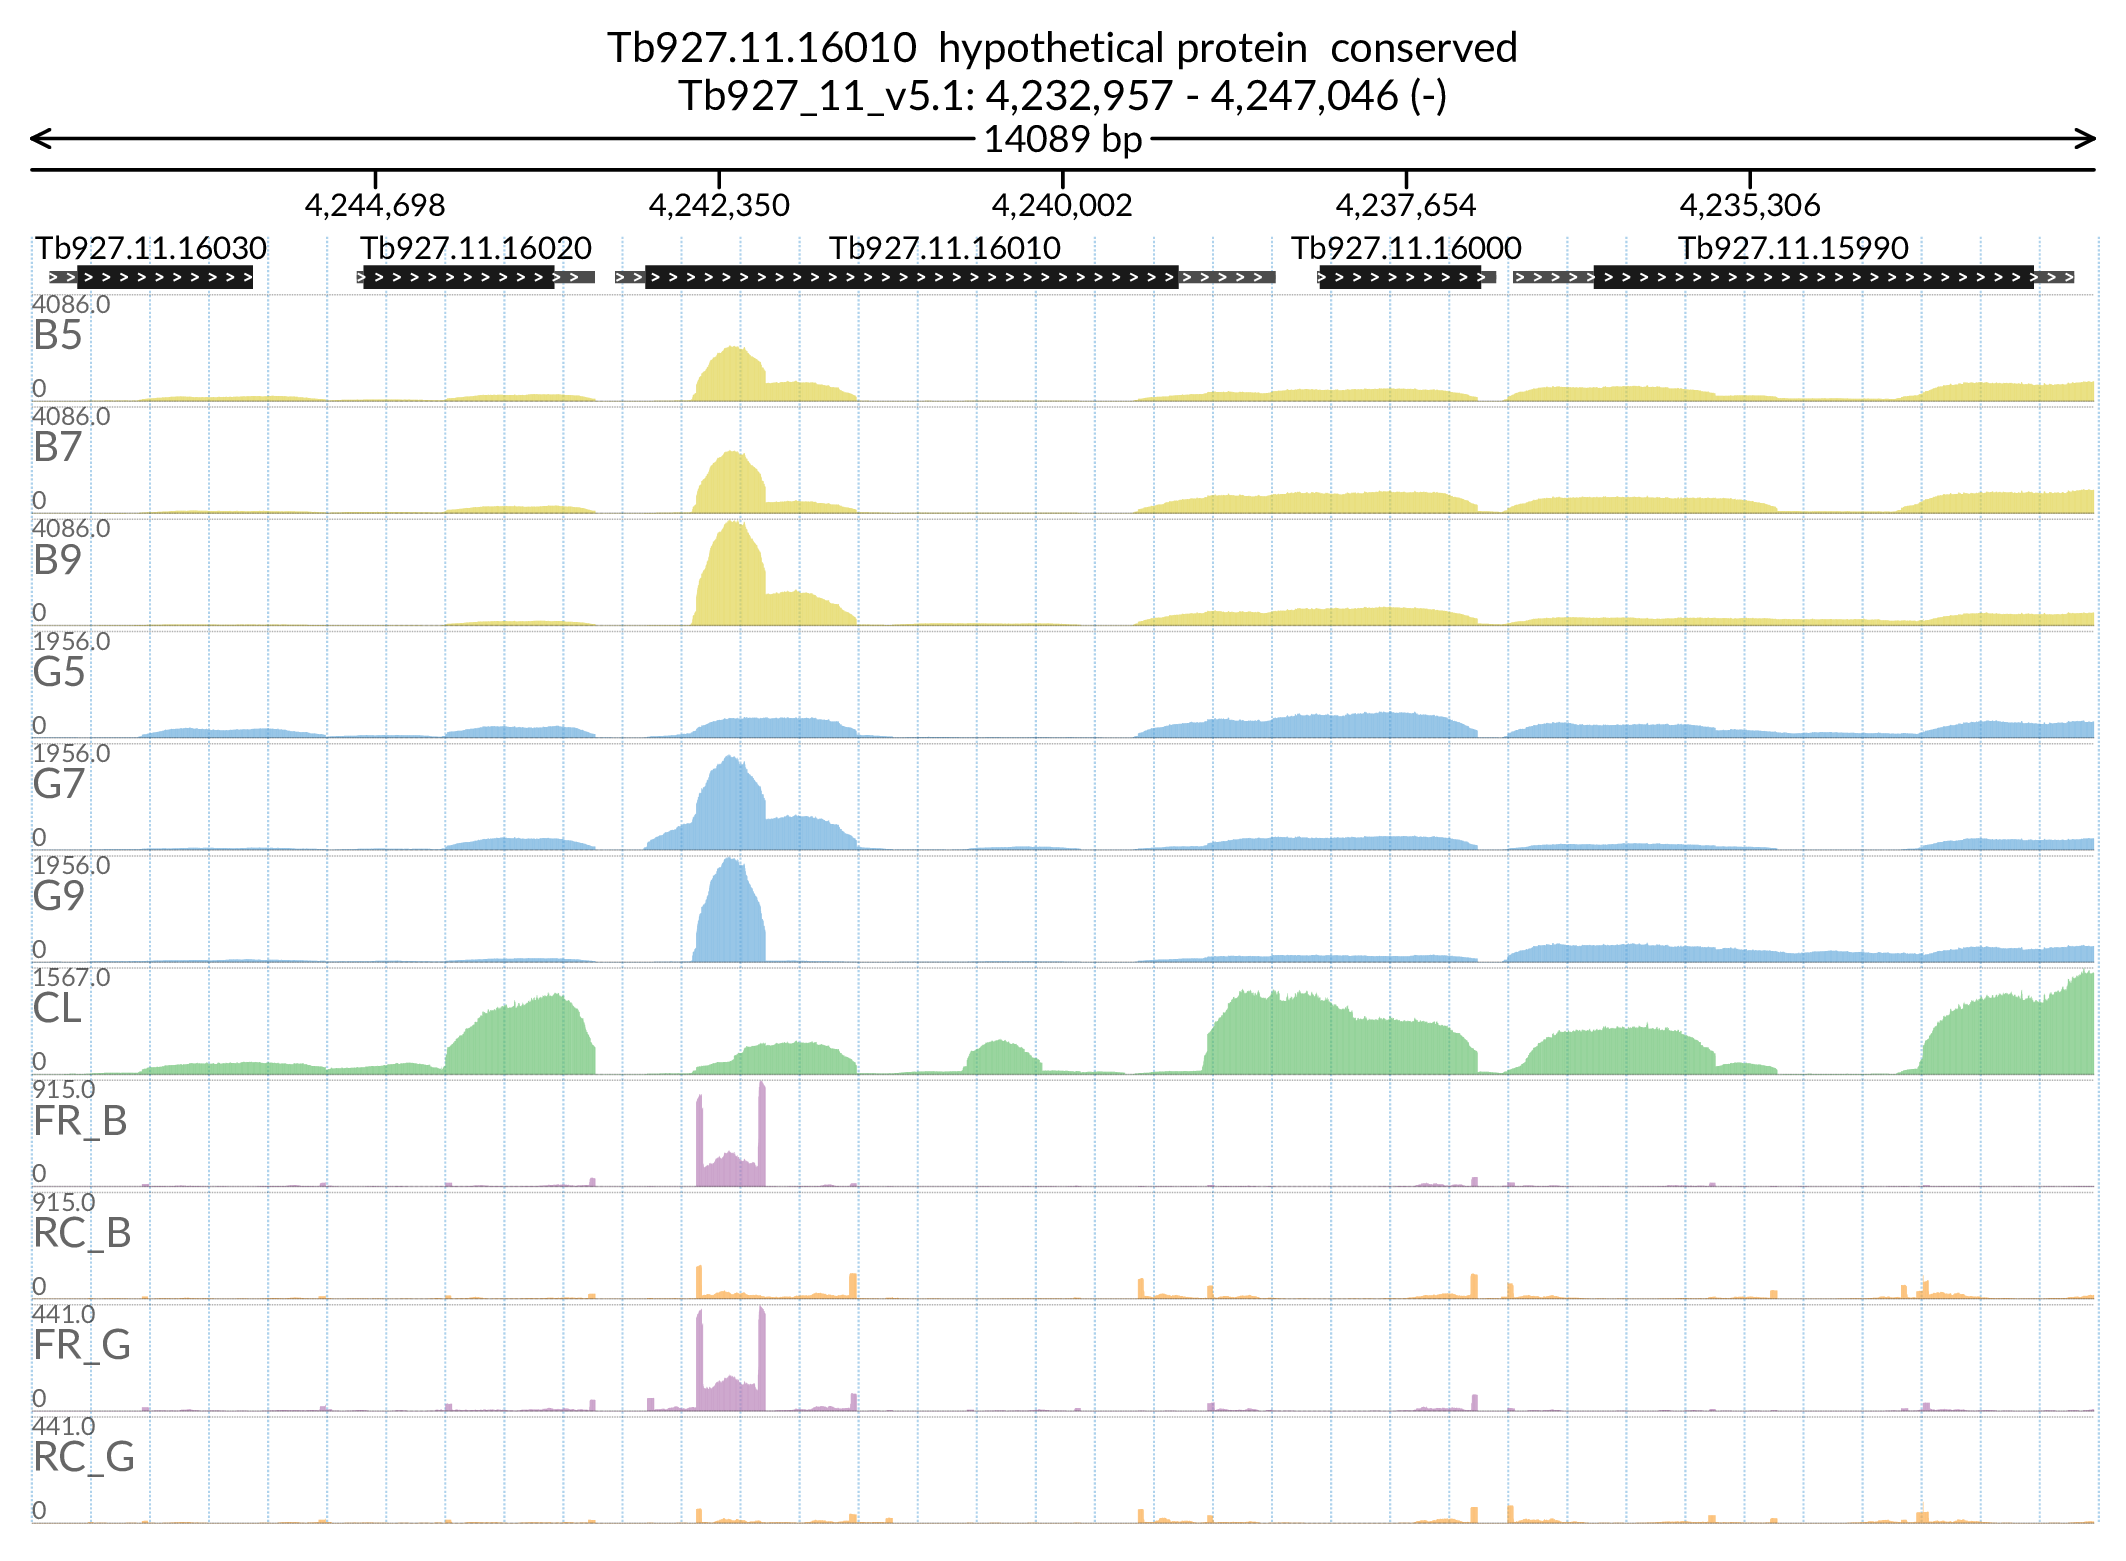 Tb927.11.16010  hypothetical protein  conserved
Tb927_11_v5.1: 4,232,957 - 4,247,046 (-)
14089 bp
4,244,698 4,242,350 4,240,002 4,237,654 4,235,306
Tb927.11.16030 Tb927.11.16020 Tb927.11.16010 Tb927.11.16000 Tb927.11.15990
4086.0
B5
0
4086.0
B7
0
4086.0
B9
0
1956.0
G5
0
1956.0
G7
0
1956.0
G9
0
1567.0
CL
0
915.0
FR_B
0
915.0
RC_B
0
441.0
FR_G
0
441.0
RC_G
0